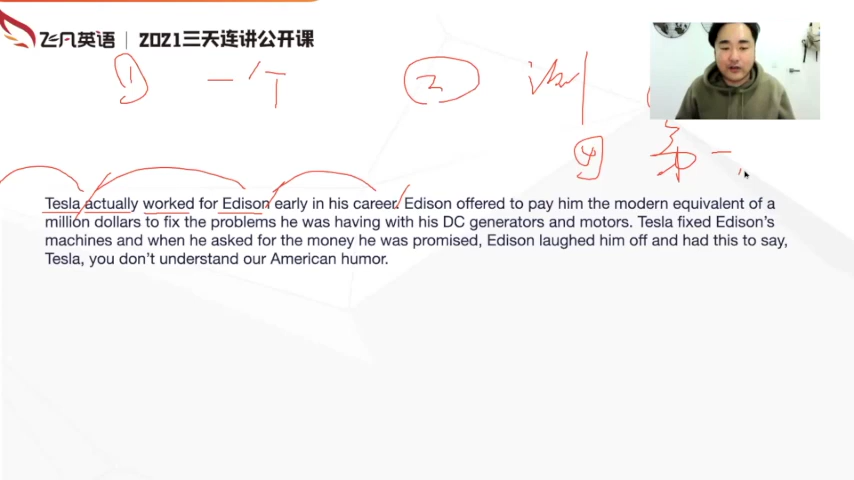 飞凡英语 | 2021三天连讲公开课
① 一个 ② 
④ 第一
Tesla actually worked for Edison early in his career. Edison offered to pay him the modern equivalent of a
million dollars to fix the problems he was having with his DC generators and motors. Tesla fixed Edison's
machines and when he asked for the money he was promised, Edison laughed him off and had this to say,
Tesla, you don't understand our American humor.